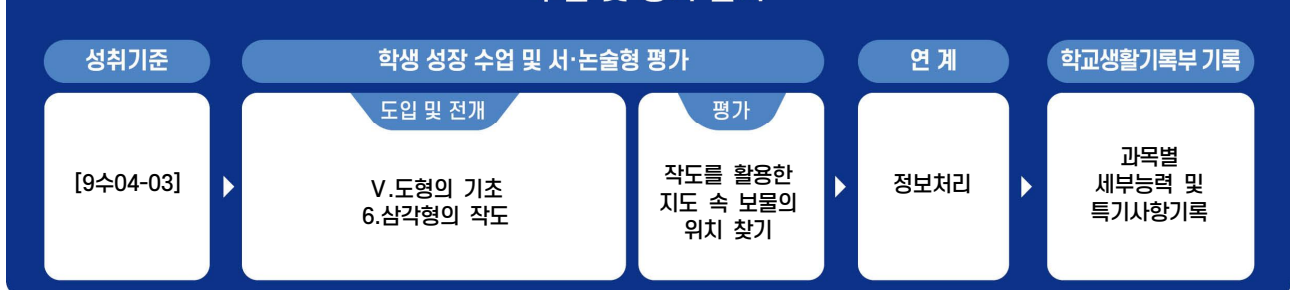 성취기준
학생 성장 수업 및 서·논술형 평가
연 계
학교생활기록부 기록
도입 및 전개
평가
[9수04-03]
Ⅴ.도형의 기초
6.삼각형의 작도
작도를 활용한
지도 속 보물의
위치 찾기
정보처리
과목별
세부능력 및
특기사항기록